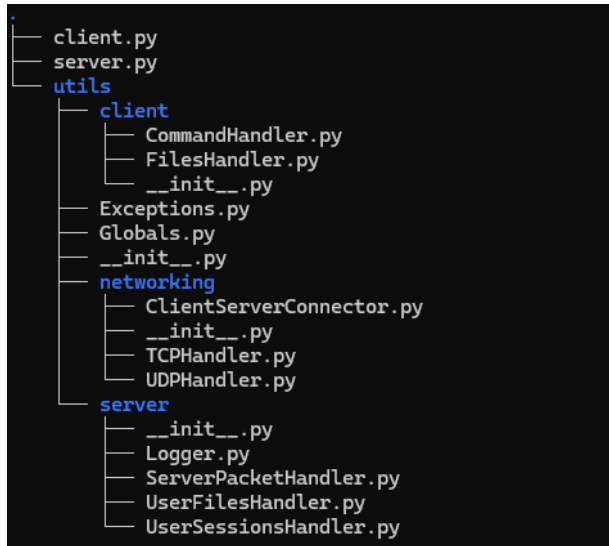 .
client.py
server.py
utils
client
CommandHandler.py
FilesHandler.py
__init__.py
Exceptions.py
Globals.py
__init__.py
networking
ClientServerConnector.py
__init__.py
TCPHandler.py
UDPHandler.py
server
__init__.py
Logger.py
ServerPacketHandler.py
UserFilesHandler.py
UserSessionsHandler.py